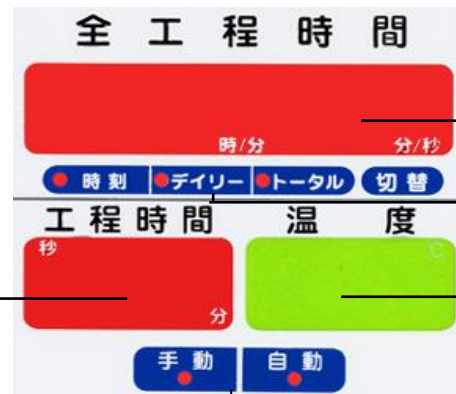 全工程時間
時/分 分/秒
時刻 デイリー トータル 切替
工程時間 温度
秒 ℃
分
手動 自動